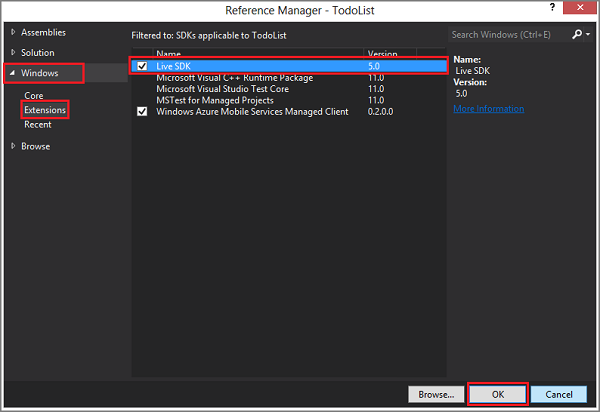 Reference Manager - TodoList
?
Assemblies
Solution
Windows
Core
Extensions
Recent
Browse
Filtered to: SDKs applicable to TodoList
Search Windows (Ctrl+E)
Name Version
Live SDK 5.0
Microsoft Visual C++ Runtime Package 11.0
Microsoft Visual Studio Test Core 11.0
MSTest for Managed Projects 11.0
Windows Azure Mobile Services Managed Client 0.2.0.0
Name:
Live SDK
Version:
5.0
More Information
Browse... OK Cancel